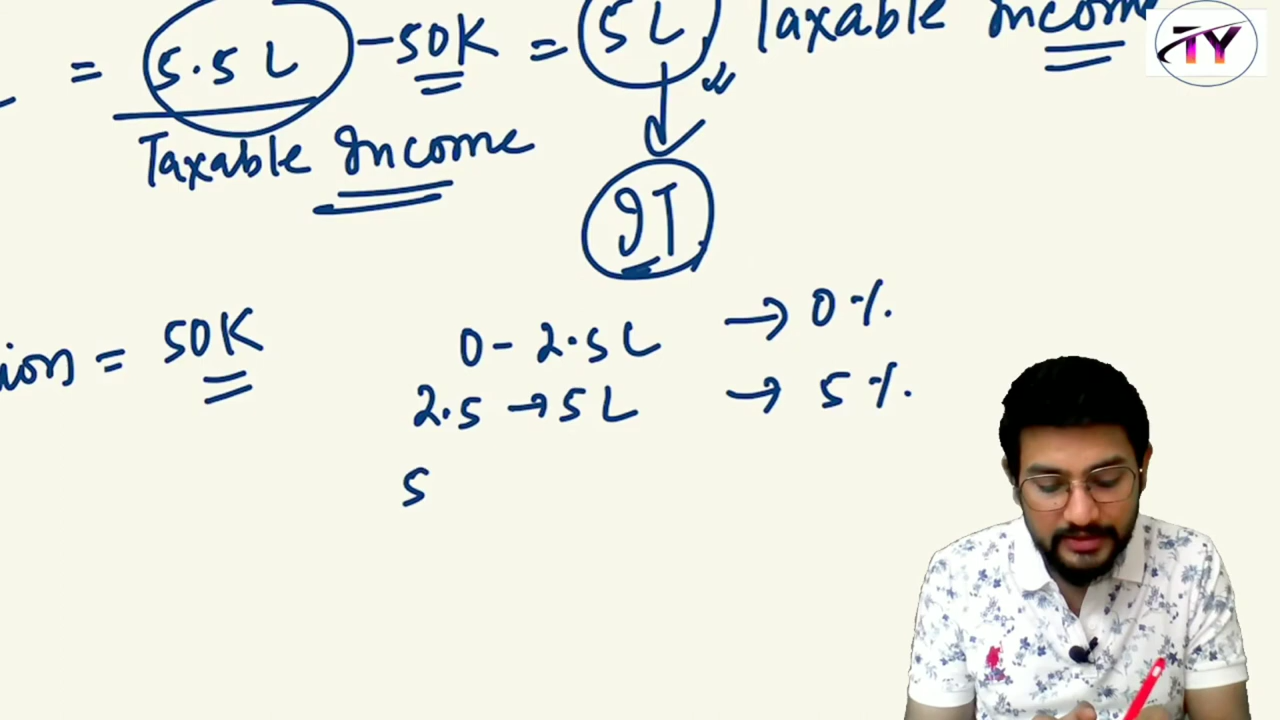 = 5.5 L - 50K = 5L Taxable Income
Taxable Income
IT
ion = 50K
0 - 2.5 L → 0 %.
2.5 → 5 L → 5 %.
5
TY